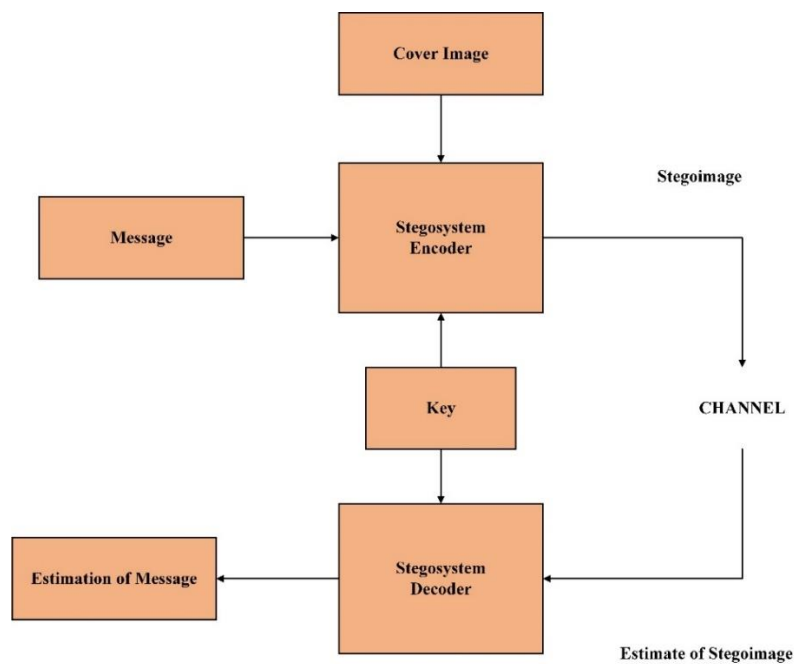 Cover Image
Stegoimage
Message
Stegosystem
Encoder
Key
CHANNEL
Estimation of Message
Stegosystem
Decoder
Estimate of Stegoimage